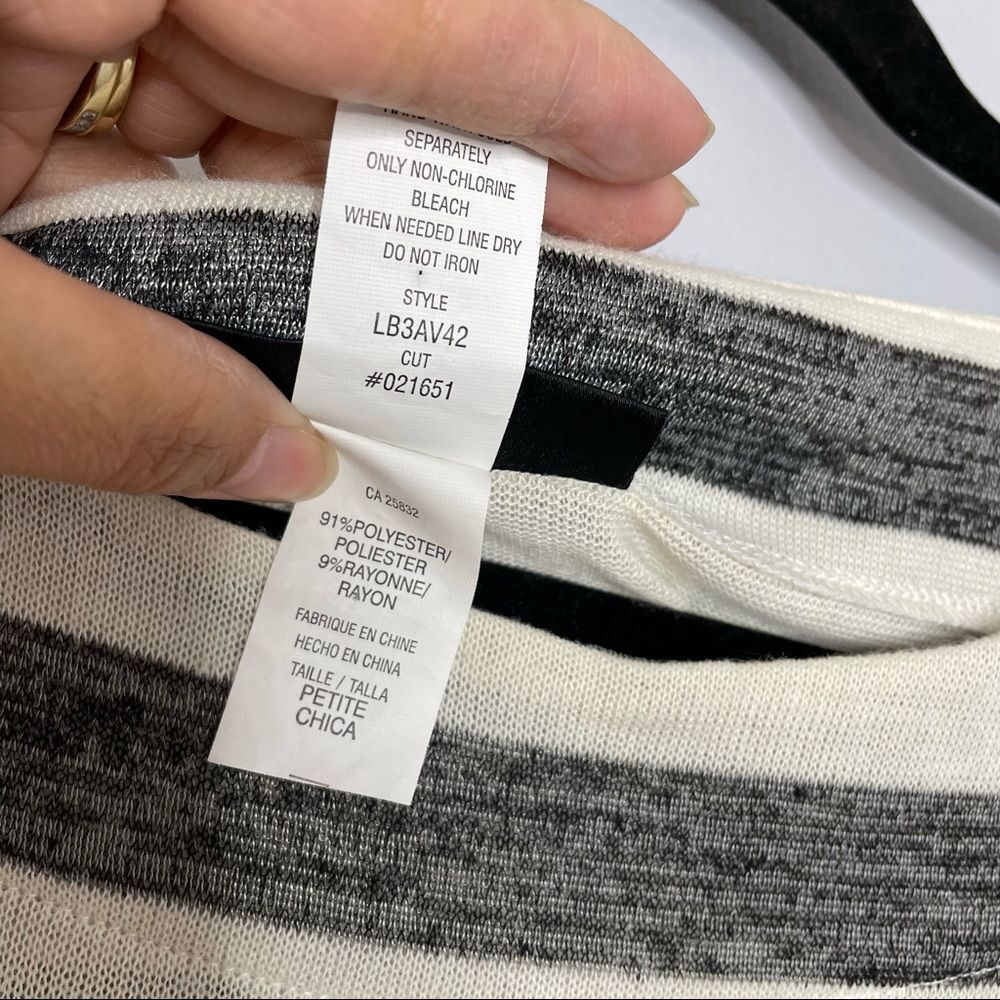 SEPARATELY
ONLY NON-CHLORINE
BLEACH
WHEN NEEDED LINE DRY
DO NOT IRON
STYLE
LB3AV42
CUT
#021651
CA 25832
91%POLYESTER/
POLIESTER
9%RAYONNE/
RAYON
FABRIQUE EN CHINE
HECHO EN CHINA
TAILLE / TALLA
PETITE
CHICA